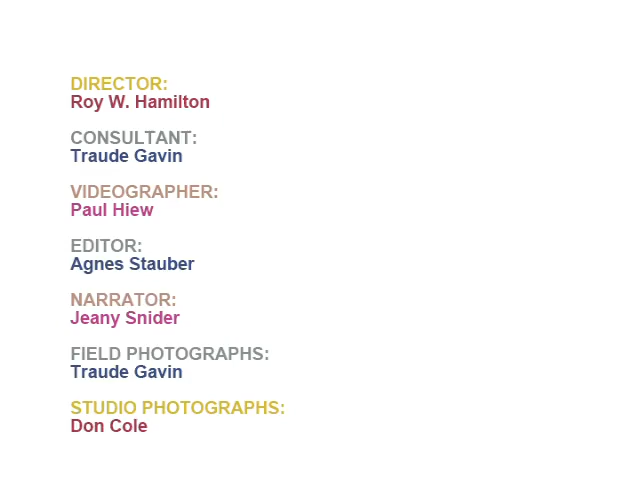 DIRECTOR:
Roy W. Hamilton
CONSULTANT:
Traude Gavin
VIDEOGRAPHER:
Paul Hiew
EDITOR:
Agnes Stauber
NARRATOR:
Jeany Snider
FIELD PHOTOGRAPHS:
Traude Gavin
STUDIO PHOTOGRAPHS:
Don Cole